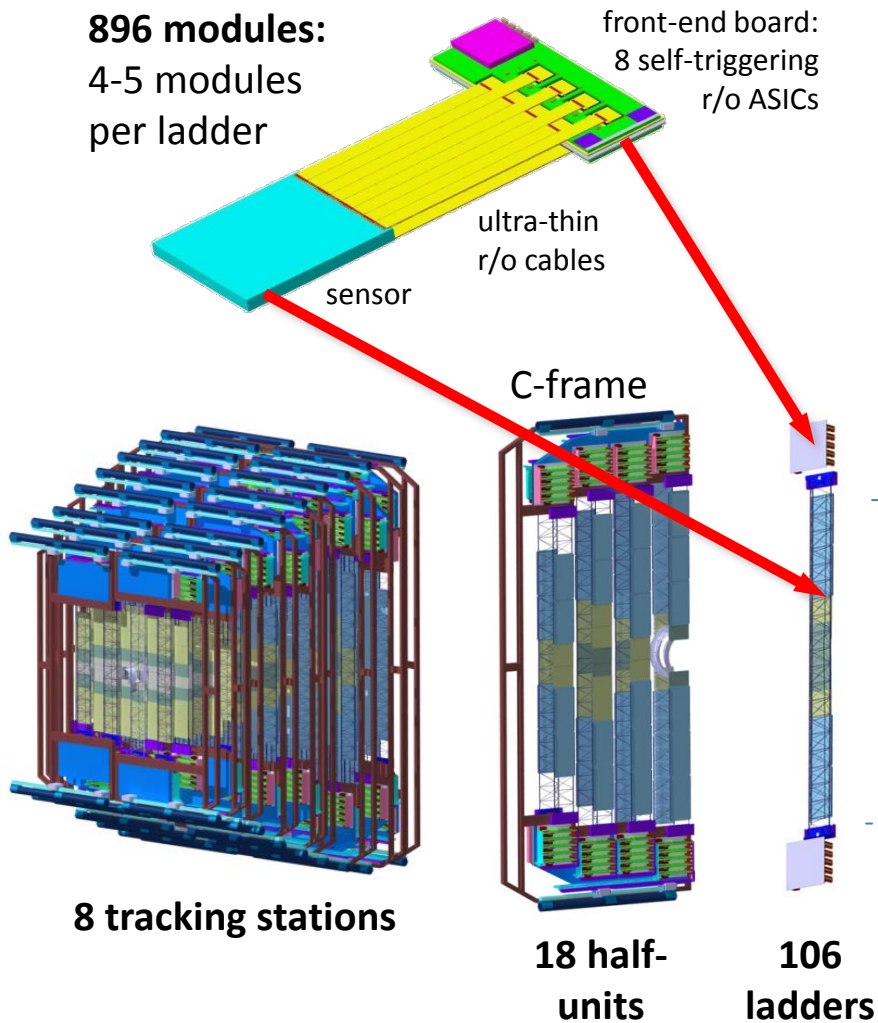 896 modules:
4-5 modules
per ladder
front-end board:
8 self-triggering
r/o ASICs
ultra-thin
r/o cables
sensor
C-frame
8 tracking stations
18 half-
units
106
ladders